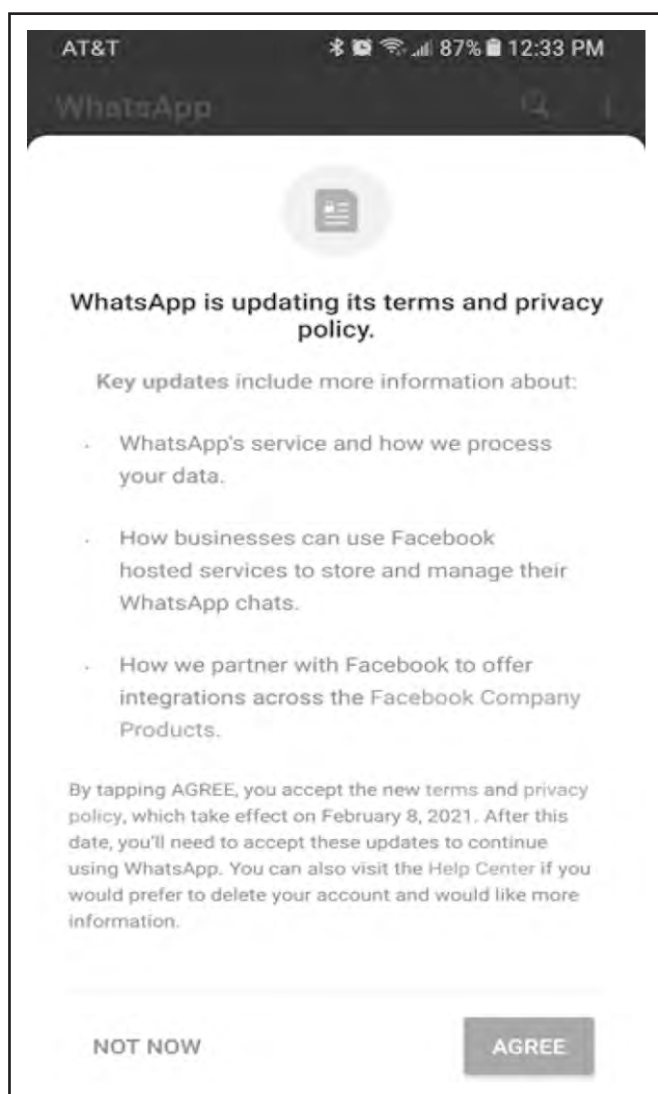 AT&T 87% 12:33 PM
WhatsApp
WhatsApp is updating its terms and privacy
policy.
Key updates include more information about:
· WhatsApp's service and how we process
your data.
· How businesses can use Facebook
hosted services to store and manage their
WhatsApp chats.
· How we partner with Facebook to offer
integrations across the Facebook Company
Products.
By tapping AGREE, you accept the new terms and privacy
policy, which take effect on February 8, 2021. After this
date, you'll need to accept these updates to continue
using WhatsApp. You can also visit the Help Center if you
would prefer to delete your account and would like more
information.
NOT NOW AGREE